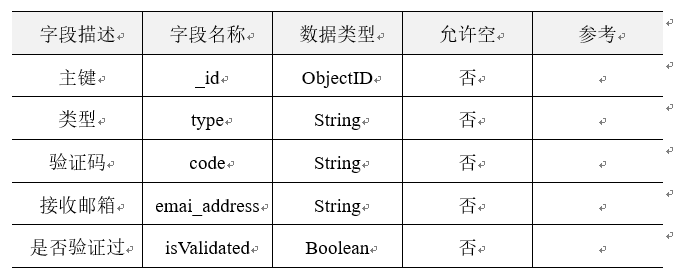 字段描述 字段名称 数据类型 允许空 参考
主键 _id ObjectID 否
类型 type String 否
验证码 code String 否
接收邮箱 emai_address String 否
是否验证过 isValidated Boolean 否